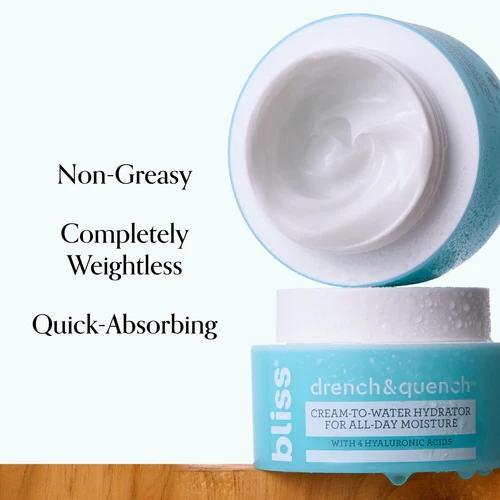 Non-Greasy
Completely
Weightless
Quick-Absorbing
bliss®
drench&quench™
CREAM-TO-WATER HYDRATOR
FOR ALL-DAY MOISTURE
WITH 4 HYALURONIC ACIDS